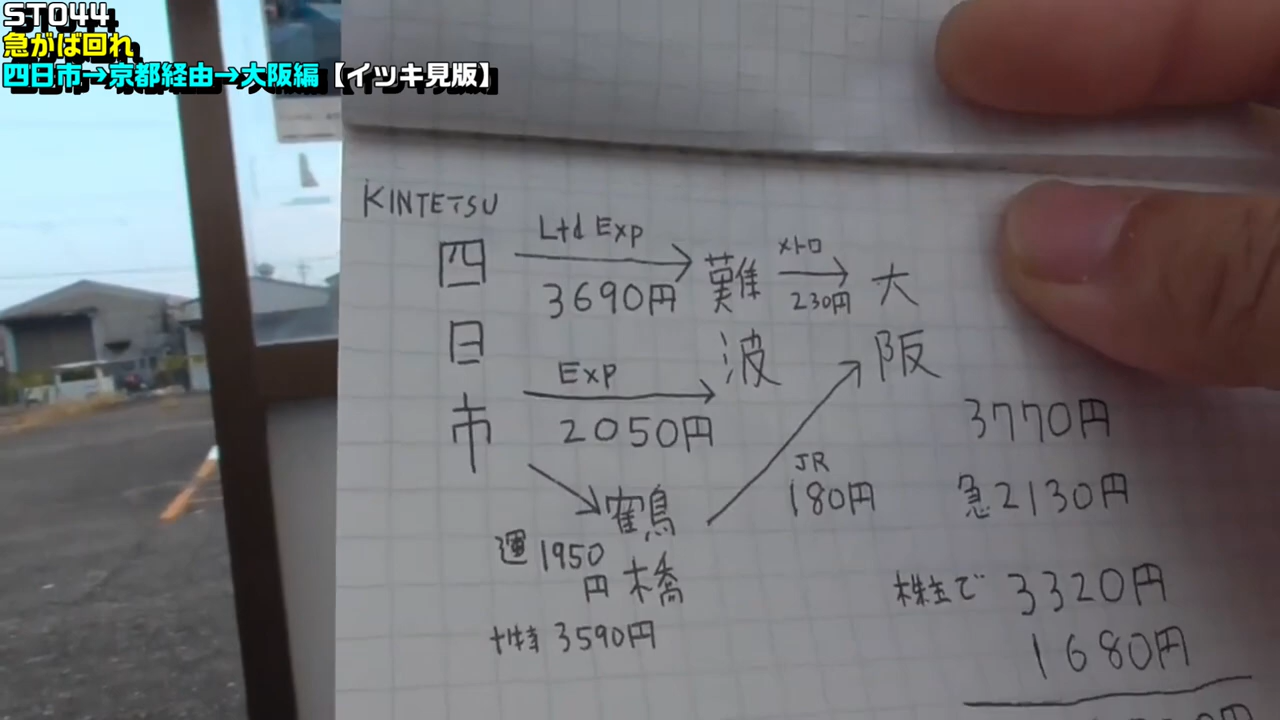 ST044
急がば回れ
四日市→京都経由→大阪編【イツキ見版】
KINTETSU
四日市
Ltd Exp
3690円
難波
メトロ
230円
大阪
Exp
2050円
3770円
JR
180円
急2130円
鶴橋
運1950円
特3590円
株主で 3320円
1680円